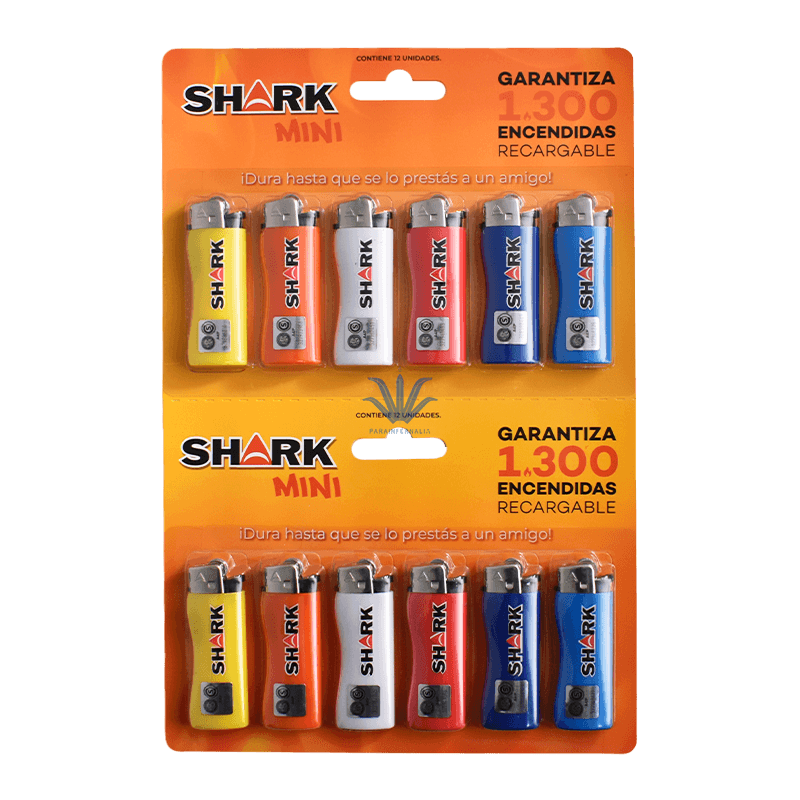 CONTIENE 12 UNIDADES.
SHARK
MINI
GARANTIZA
1.300
ENCENDIDAS
RECARGABLE
¡Dura hasta que se lo prestás a un amigo!
SHARK
SHARK
SHARK
SHARK
SHARK
SHARK
CONTIENE 12 UNIDADES.
PARAINFERNALIA
SHARK
MINI
GARANTIZA
1.300
ENCENDIDAS
RECARGABLE
¡Dura hasta que se lo prestás a un amigo!
SHARK
SHARK
SHARK
SHARK
SHARK
SHARK